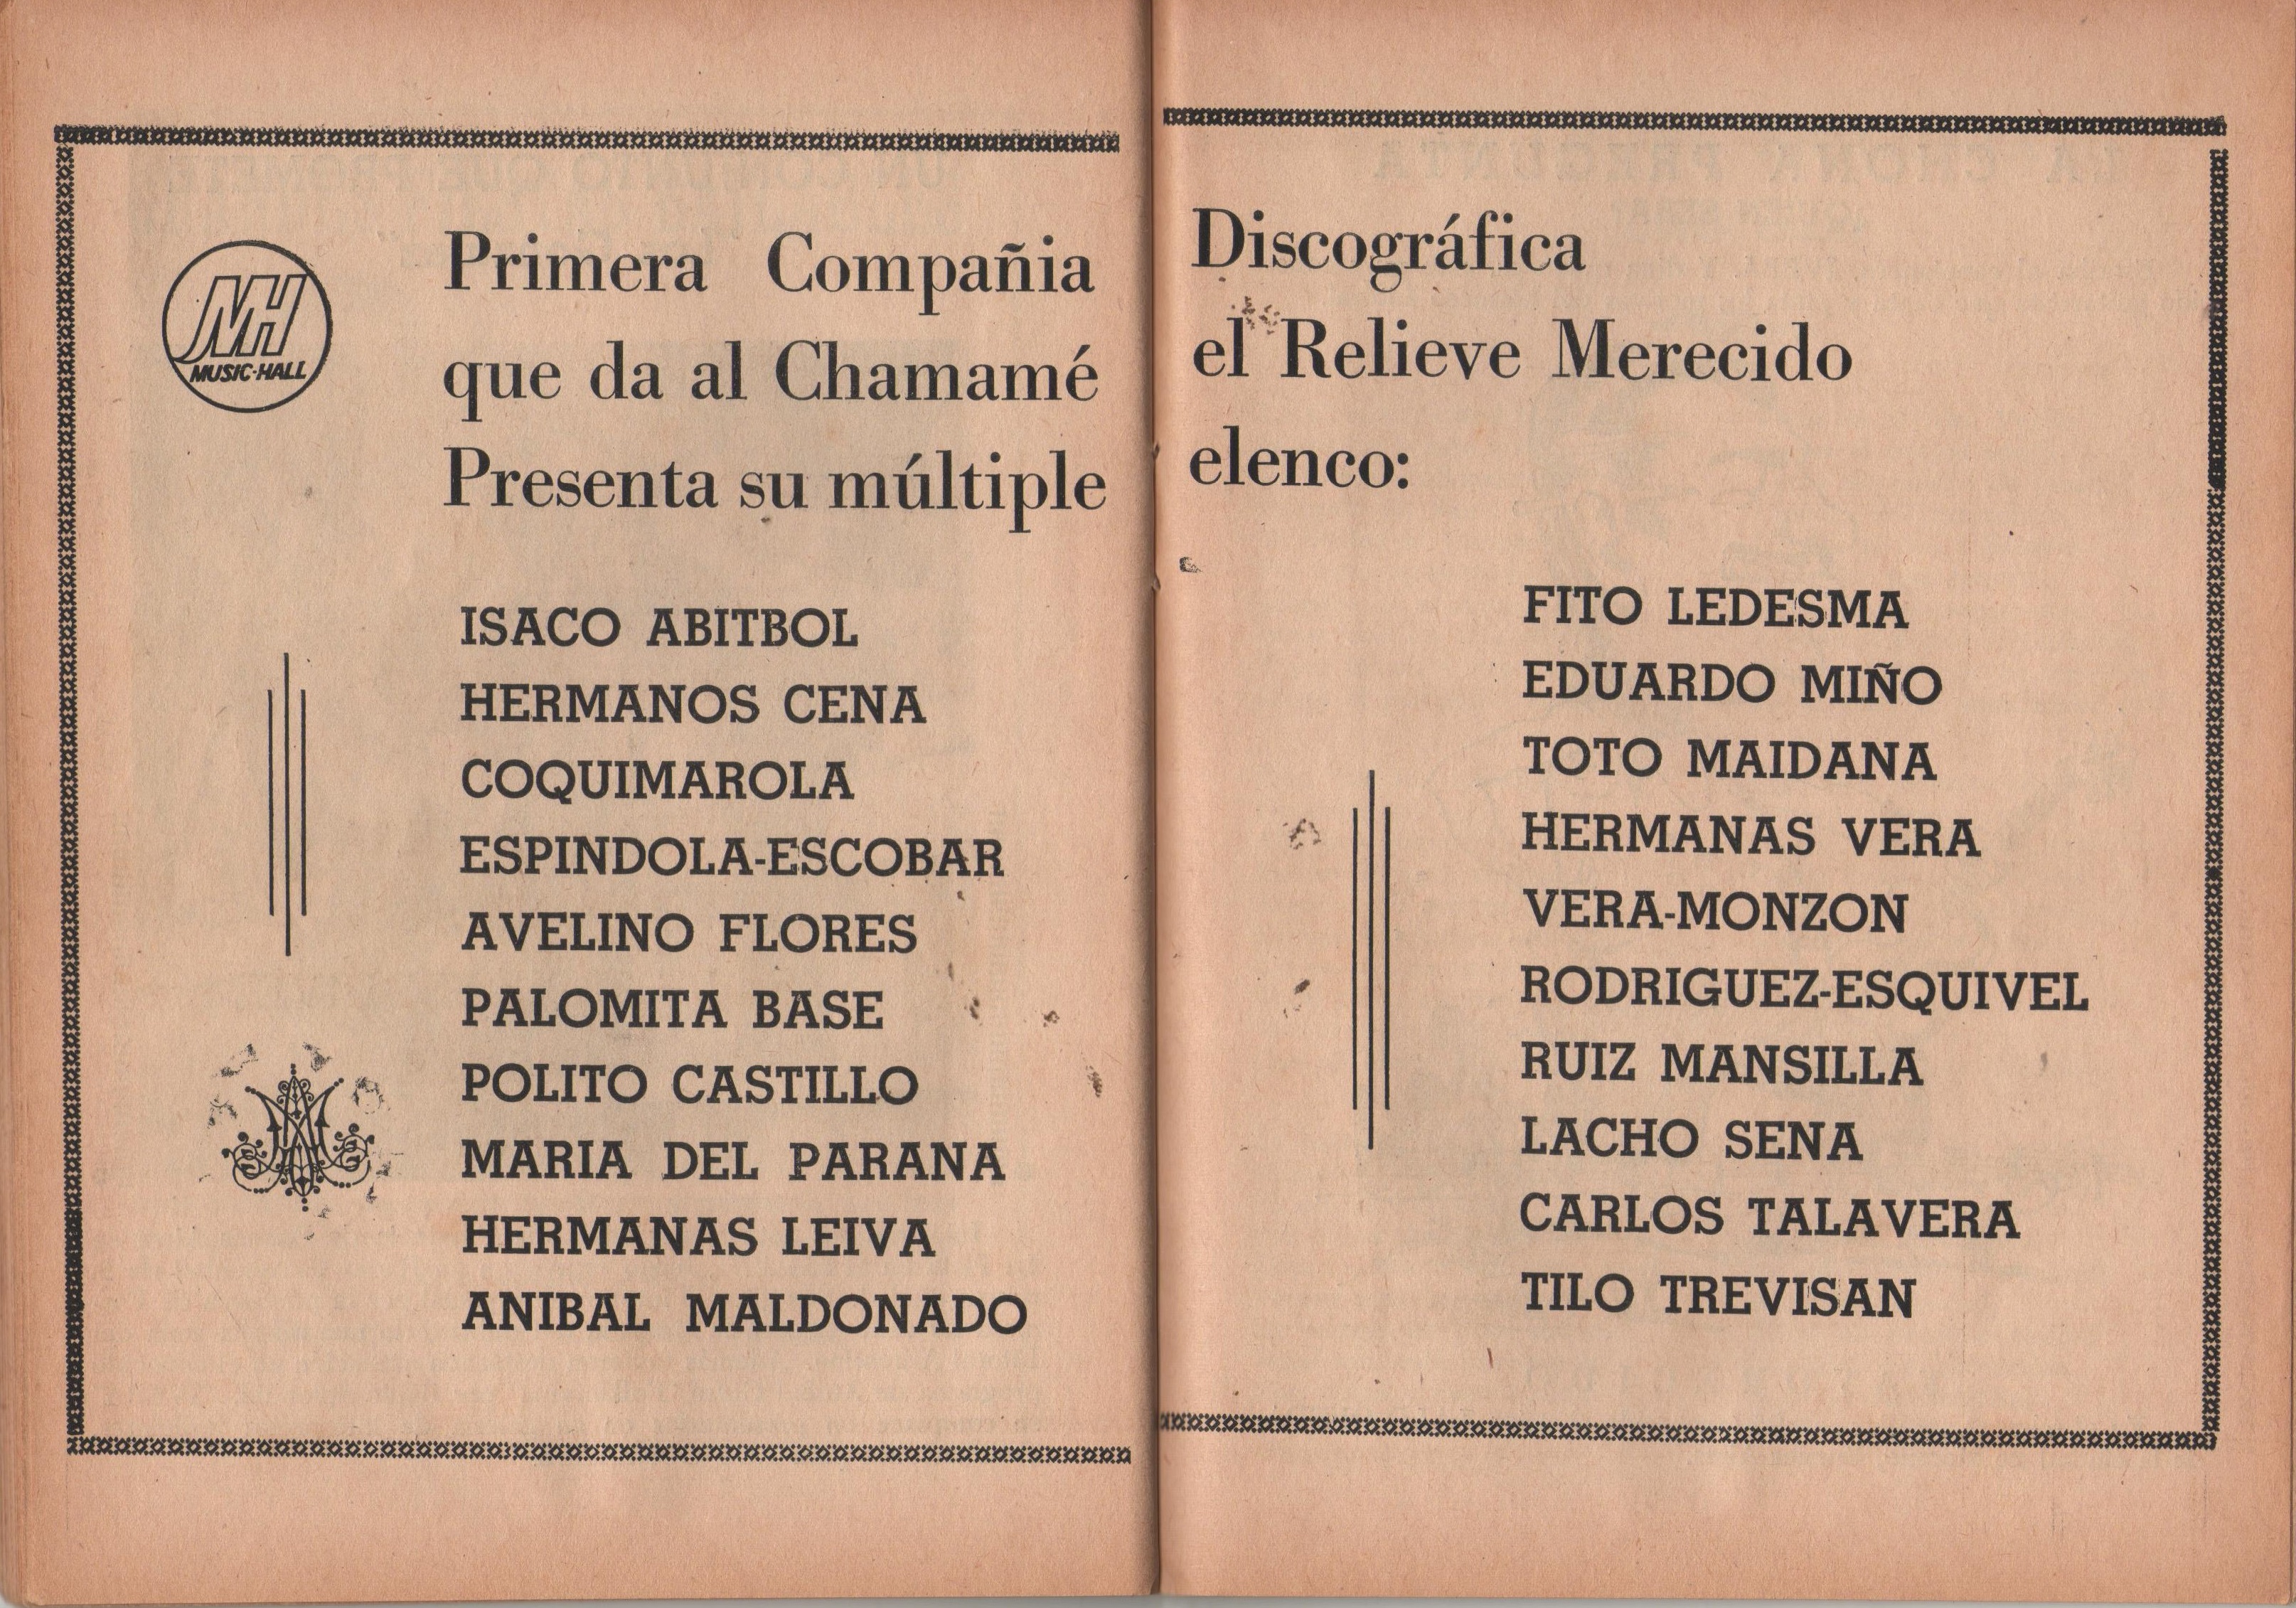 MH
MUSIC-HALL
Primera Compañia Discográfica
que da al Chamamé el Relieve Merecido
Presenta su múltiple elenco:
ISACO ABITBOL
HERMANOS CENA
COQUIMAROLA
ESPINDOLA-ESCOBAR
AVELINO FLORES
PALOMITA BASE
POLITO CASTILLO
MARIA DEL PARANA
HERMANAS LEIVA
ANIBAL MALDONADO
FITO LEDESMA
EDUARDO MIÑO
TOTO MAIDANA
HERMANAS VERA
VERA-MONZON
RODRIGUEZ-ESQUIVEL
RUIZ MANSILLA
LACHO SENA
CARLOS TALAVERA
TILO TREVISAN